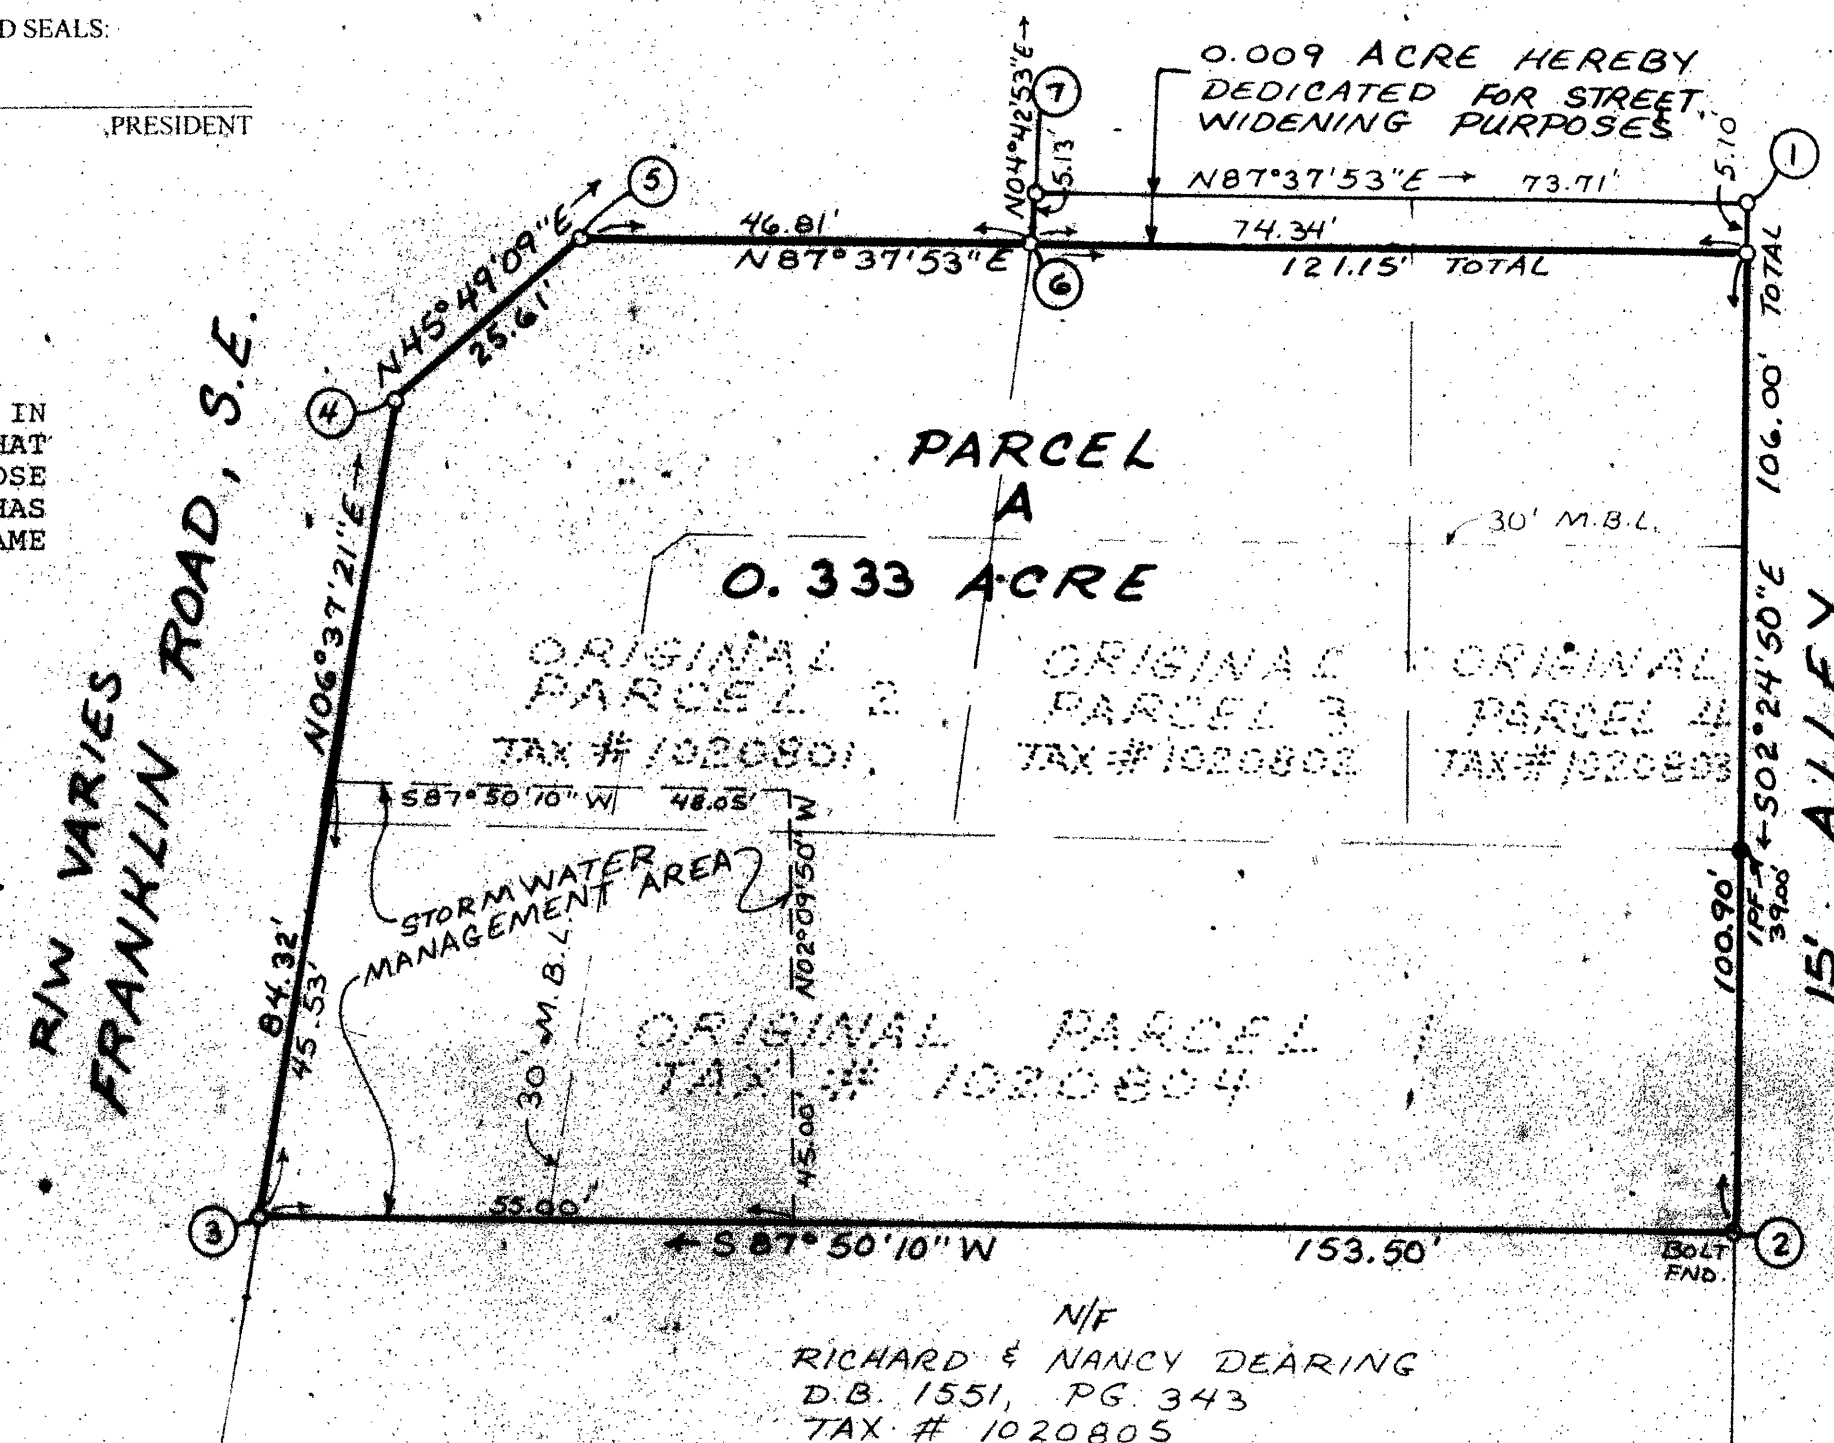 D SEALS:
,PRESIDENT
IN
HAT
OSE
HAS
AME
0.009 ACRE HEREBY
DEDICATED FOR STREET
WIDENING PURPOSES
N04°42'53"E →
7
5.13'
N87°37'53"E → 73.71'
5.10'
1
5
46.81'
N87°37'53"E
74.34'
121.15' TOTAL
6
N45°49'09"E →
25.61'
4
106.00' TOTAL
PARCEL
A
0.333 ACRE
30' M.B.L.
N06°37'21"E →
R/W VARIES
FRANKLIN ROAD, S.E.
ORIGINAL
PARCEL 2
TAX # 1020801
ORIGINAL
PARCEL 3
TAX # 1020802
ORIGINAL
PARCEL 4
TAX # 1020803
← S02°24'50"E
15' ALLEY
S87°50'10"W 48.05'
N02°09'50"W
45.00'
STORMWATER
MANAGEMENT AREA
100.90'
IPF →
39.00'
84.32'
45.53'
30' M.B.L.
ORIGINAL PARCEL 1
TAX # 1020804
3
55.00'
← S87°50'10"W 153.50'
BOLT
FND.
2
N/F
RICHARD & NANCY DEARING
D.B. 1551, PG. 343
TAX # 1020805